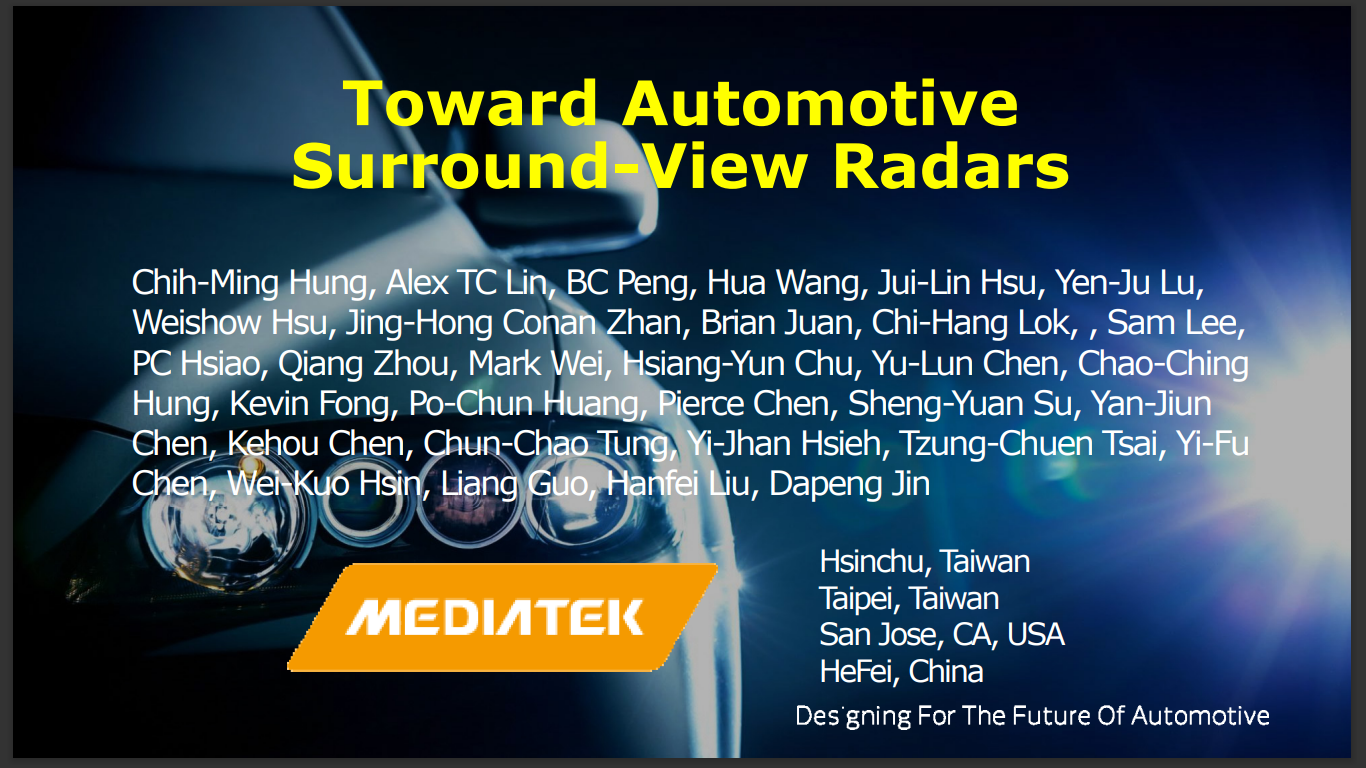 Toward Automotive
Surround-View Radars
Chih-Ming Hung, Alex TC Lin, BC Peng, Hua Wang, Jui-Lin Hsu, Yen-Ju Lu,
Weishow Hsu, Jing-Hong Conan Zhan, Brian Juan, Chi-Hang Lok, , Sam Lee,
PC Hsiao, Qiang Zhou, Mark Wei, Hsiang-Yun Chu, Yu-Lun Chen, Chao-Ching
Hung, Kevin Fong, Po-Chun Huang, Pierce Chen, Sheng-Yuan Su, Yan-Jiun
Chen, Kehou Chen, Chun-Chao Tung, Yi-Jhan Hsieh, Tzung-Chuen Tsai, Yi-Fu
Chen, Wei-Kuo Hsin, Liang Guo, Hanfei Liu, Dapeng Jin
MEDIATEK
Hsinchu, Taiwan
Taipei, Taiwan
San Jose, CA, USA
HeFei, China
Designing For The Future Of Automotive